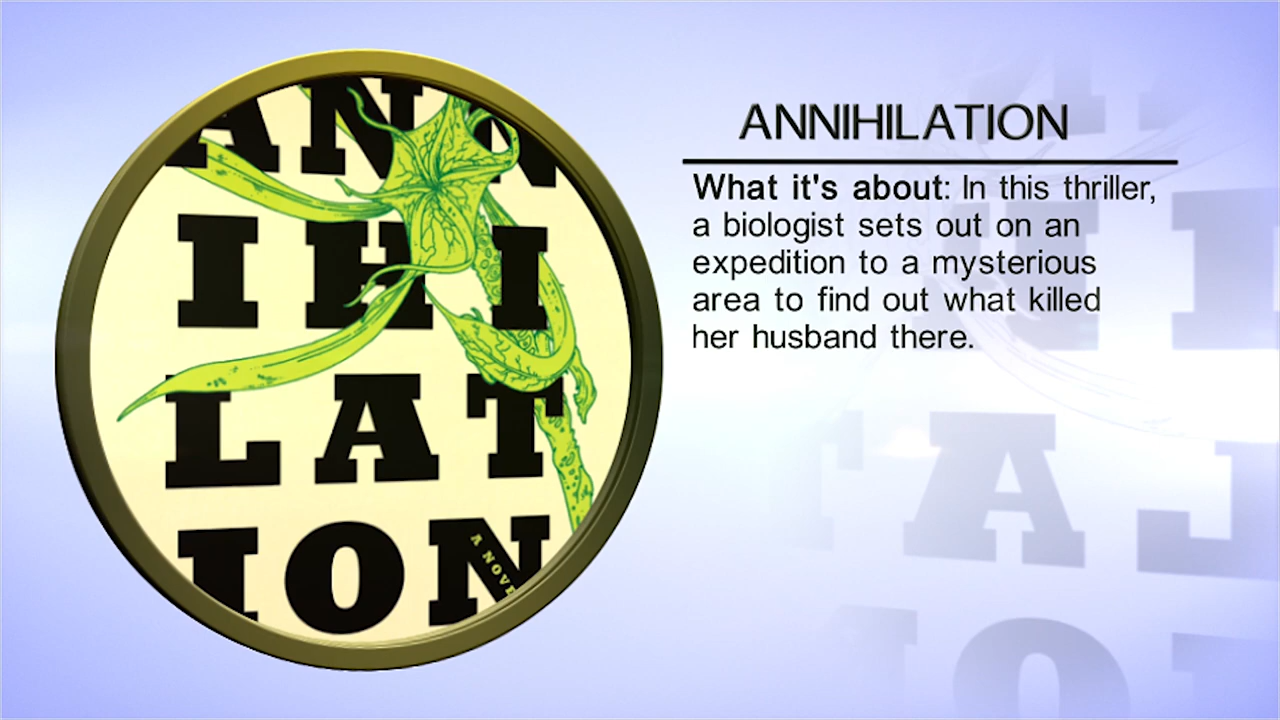 ANN
IHI
LAT
ION
A NOVE
ANNIHILATION
What it's about: In this thriller,
a biologist sets out on an
expedition to a mysterious
area to find out what killed
her husband there.